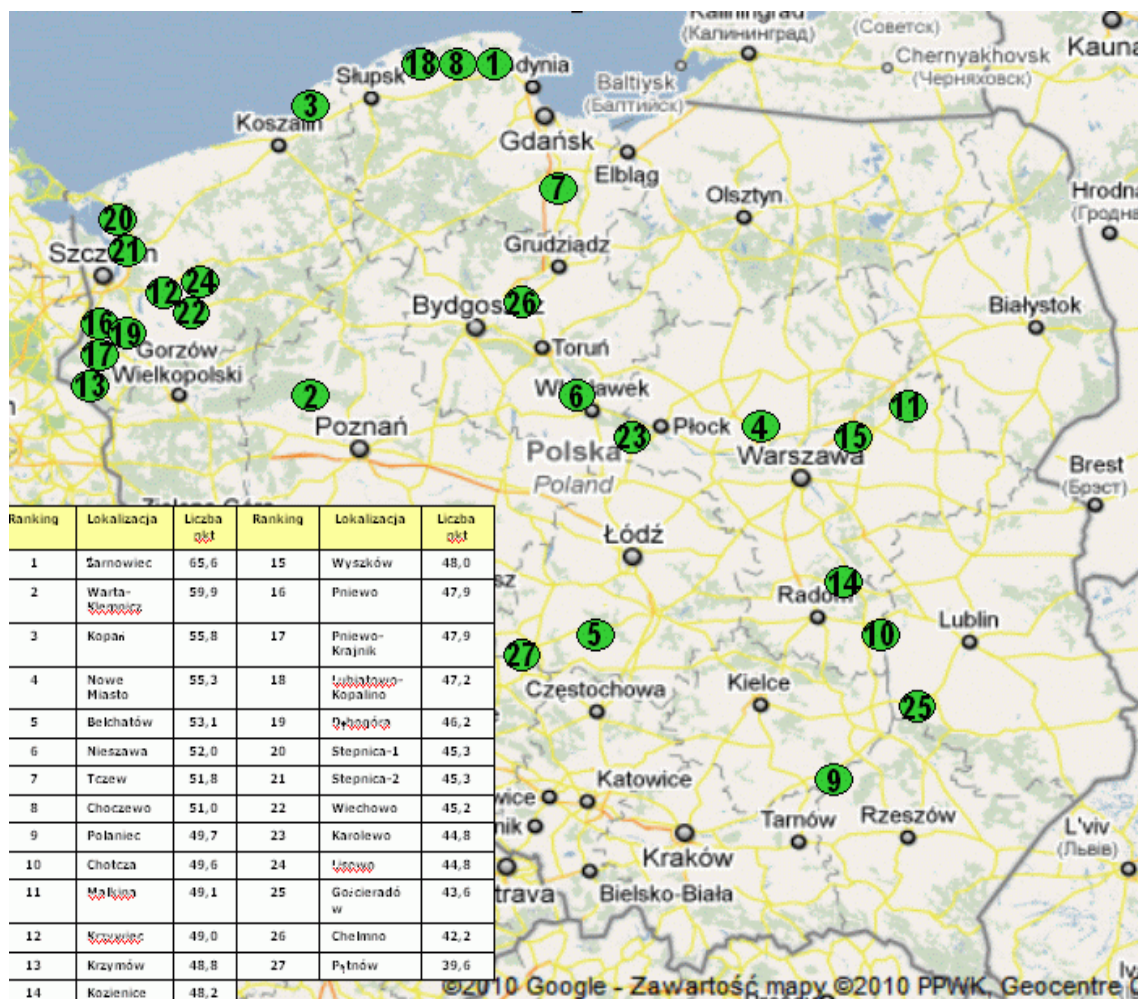 Kaliningrad
(Калининград)
(Советск)
Chernyakhovsk
(Черняховск)
Kauna
18
8
1
dynia
Baltiysk
(Балтийск)
Słupsk
3
Koszalin
Gdańsk
Elbląg
7
Olsztyn
Hrodna
(Гродна
20
21
Szczecin
Grudziądz
24
12
22
26
Bydgoszcz
Białystok
16
19
17
Gorzów
Wielkopolski
Toruń
13
2
6
Włocławek
11
Poznań
23
Płock
4
15
Polska
Poland
Warszawa
Brest
(Брэст)
Zielona Góra
Łódź
sz
14
Radom
5
10
Lublin
27
Częstochowa
Kielce
25
Katowice
9
wice
nik
Tarnów
Rzeszów
L'viv
(Львів)
Kraków
trava
Bielsko-Biała
Ranking Lokalizacja Liczba pkt Ranking Lokalizacja Liczba pkt
1 Żarnowiec 65,6 15 Wyszków 48,0
2 Warta-Klempicz 59,9 16 Pniewo 47,9
3 Kopań 55,8 17 Pniewo-Krajnik 47,9
4 Nowe Miasto 55,3 18 Lubiatowo-Kopalino 47,2
5 Bełchatów 53,1 19 Dębogóra 46,2
6 Nieszawa 52,0 20 Stepnica-1 45,3
7 Tczew 51,8 21 Stepnica-2 45,3
8 Choczewo 51,0 22 Wiechowo 45,2
9 Połaniec 49,7 23 Karolewo 44,8
10 Chotcza 49,6 24 Lisowo 44,8
11 Małkinia 49,1 25 Gościeradów 43,6
12 Krzywiec 49,0 26 Chełmno 42,2
13 Krzymów 48,8 27 Pątnów 39,6
14 Kozienice 48,2
©2010 Google - Zawartość mapy ©2010 PPWK, Geocentre